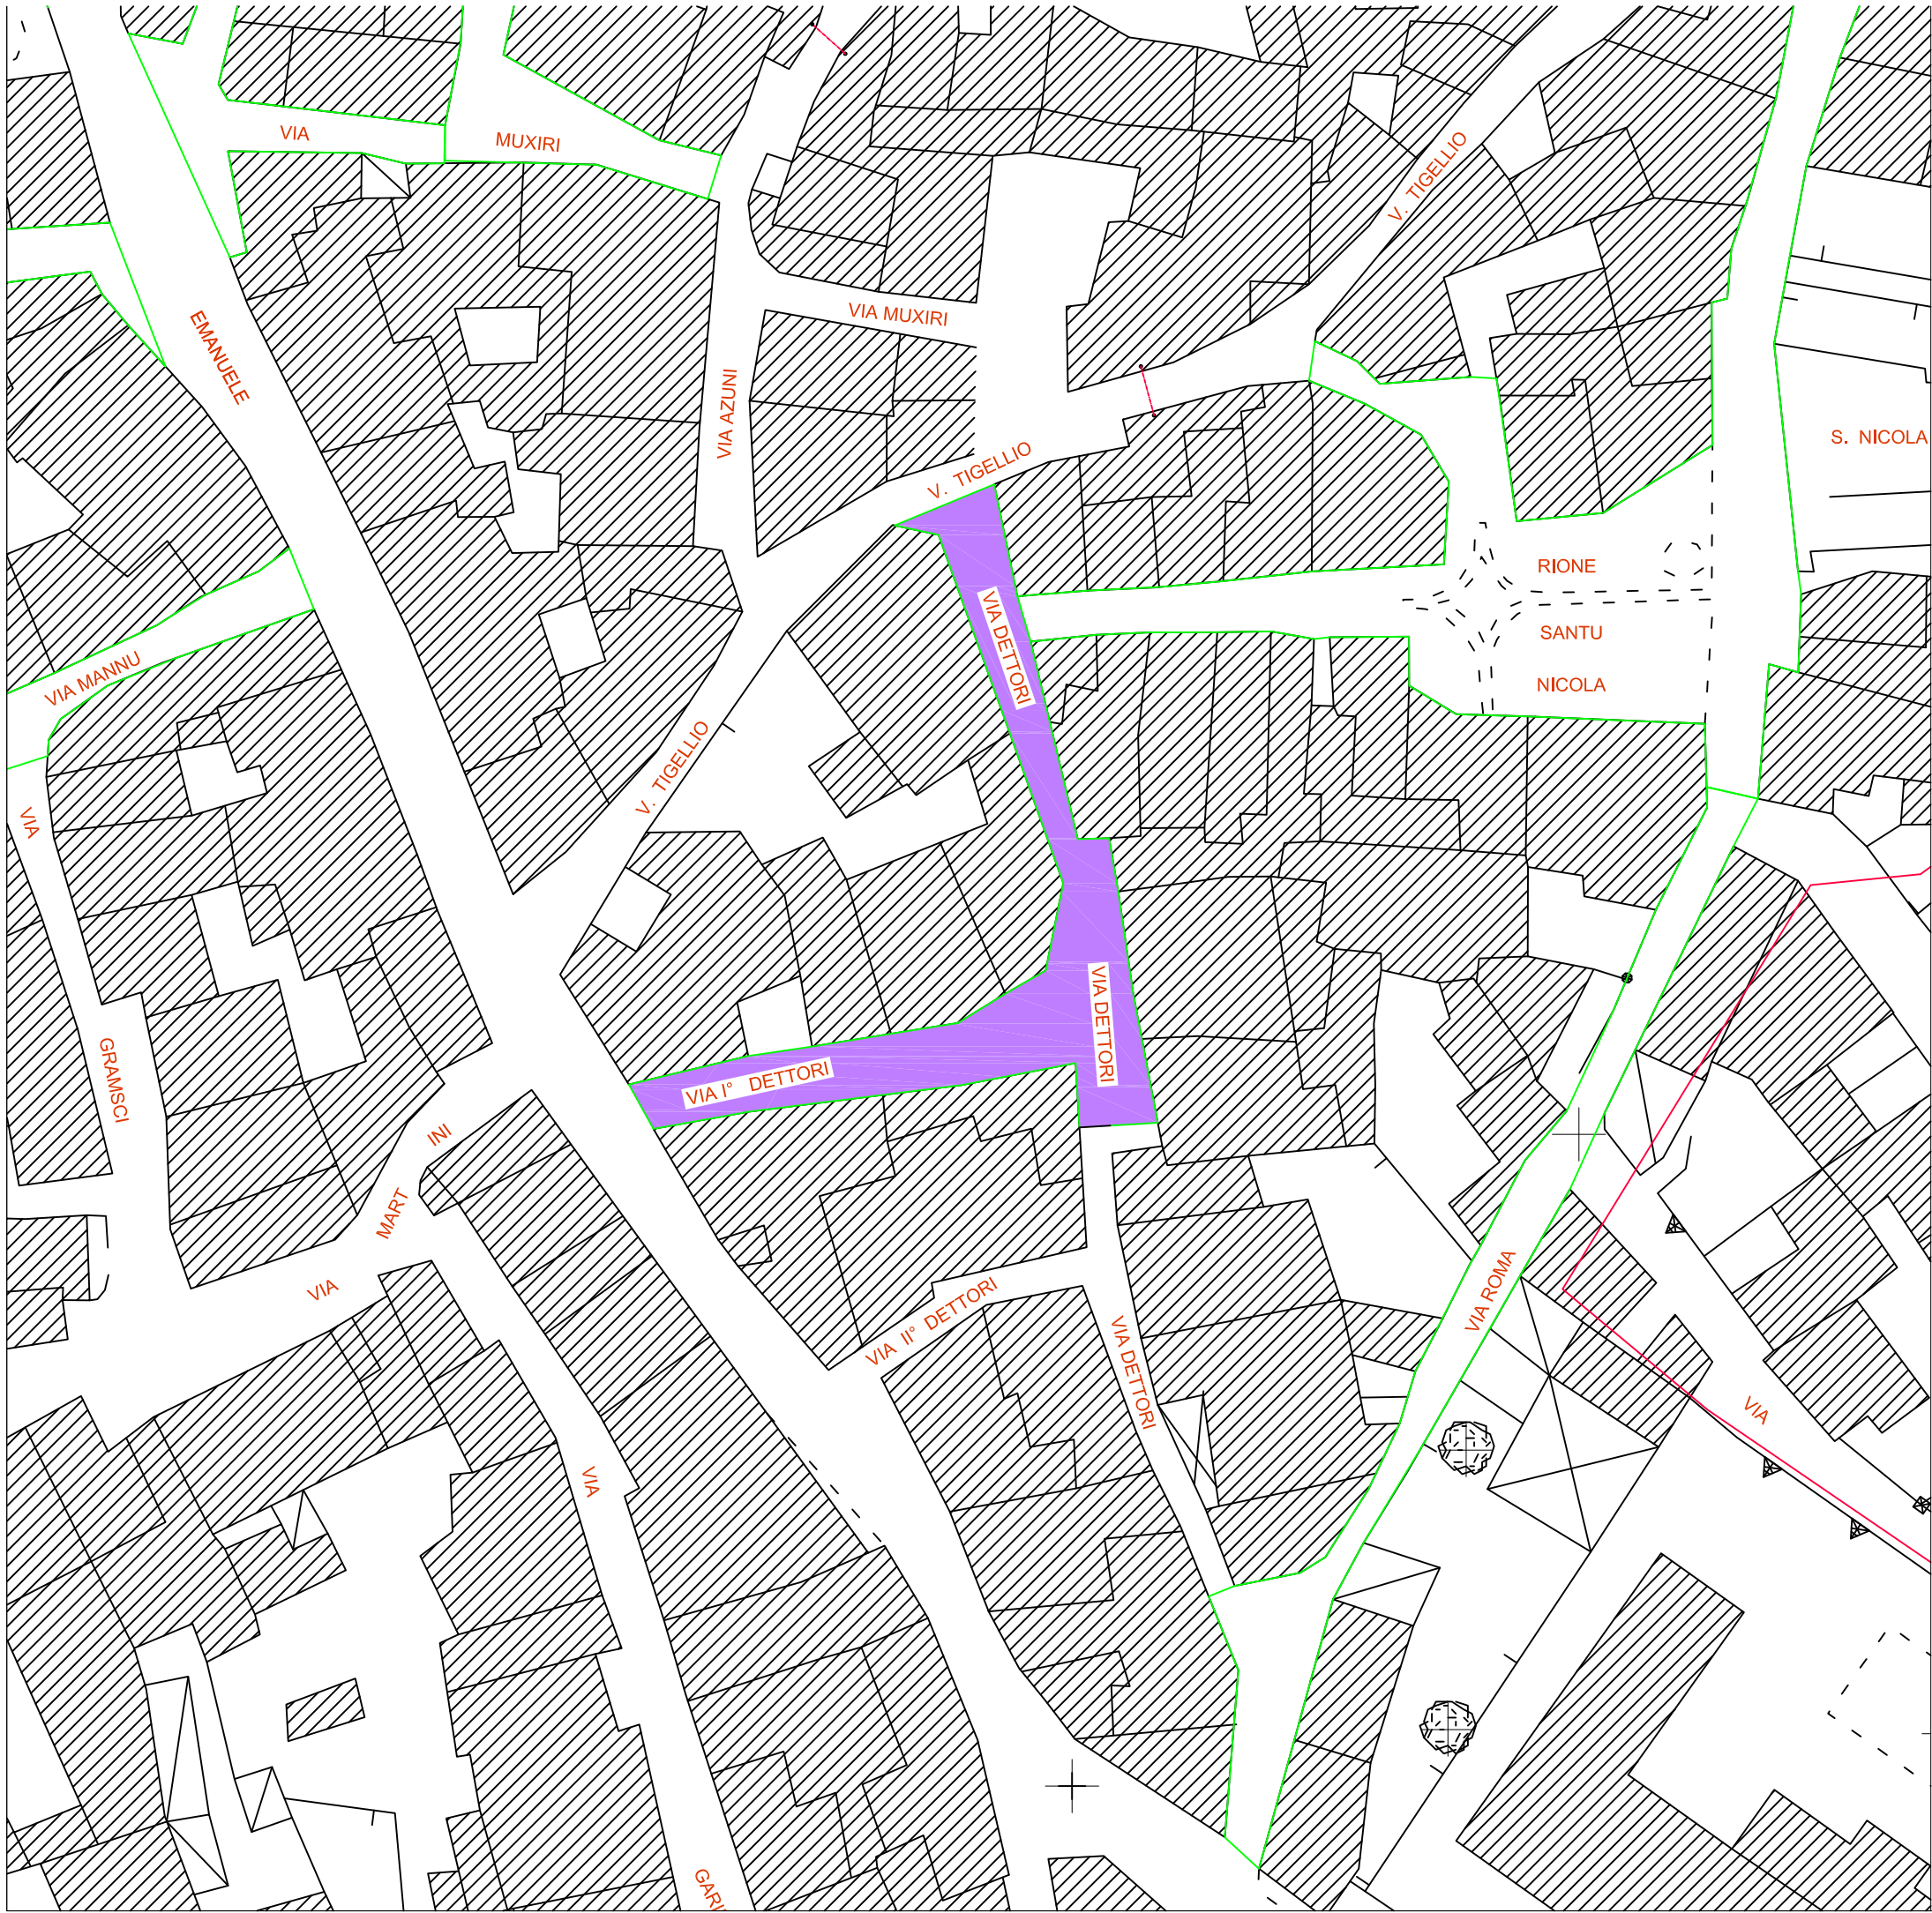 VIA
MUXIRI
V. TIGELLIO
EMANUELE
VIA MUXIRI
VIA AZUNI
S. NICOLA
V. TIGELLIO
RIONE
SANTU
NICOLA
VIA DETTORI
VIA MANNU
V. TIGELLIO
VIA
VIA DETTORI
GRAMSCI
VIA I° DETTORI
INI
MART
VIA
VIA II° DETTORI
VIA DETTORI
VIA ROMA
VIA
VIA
GARI